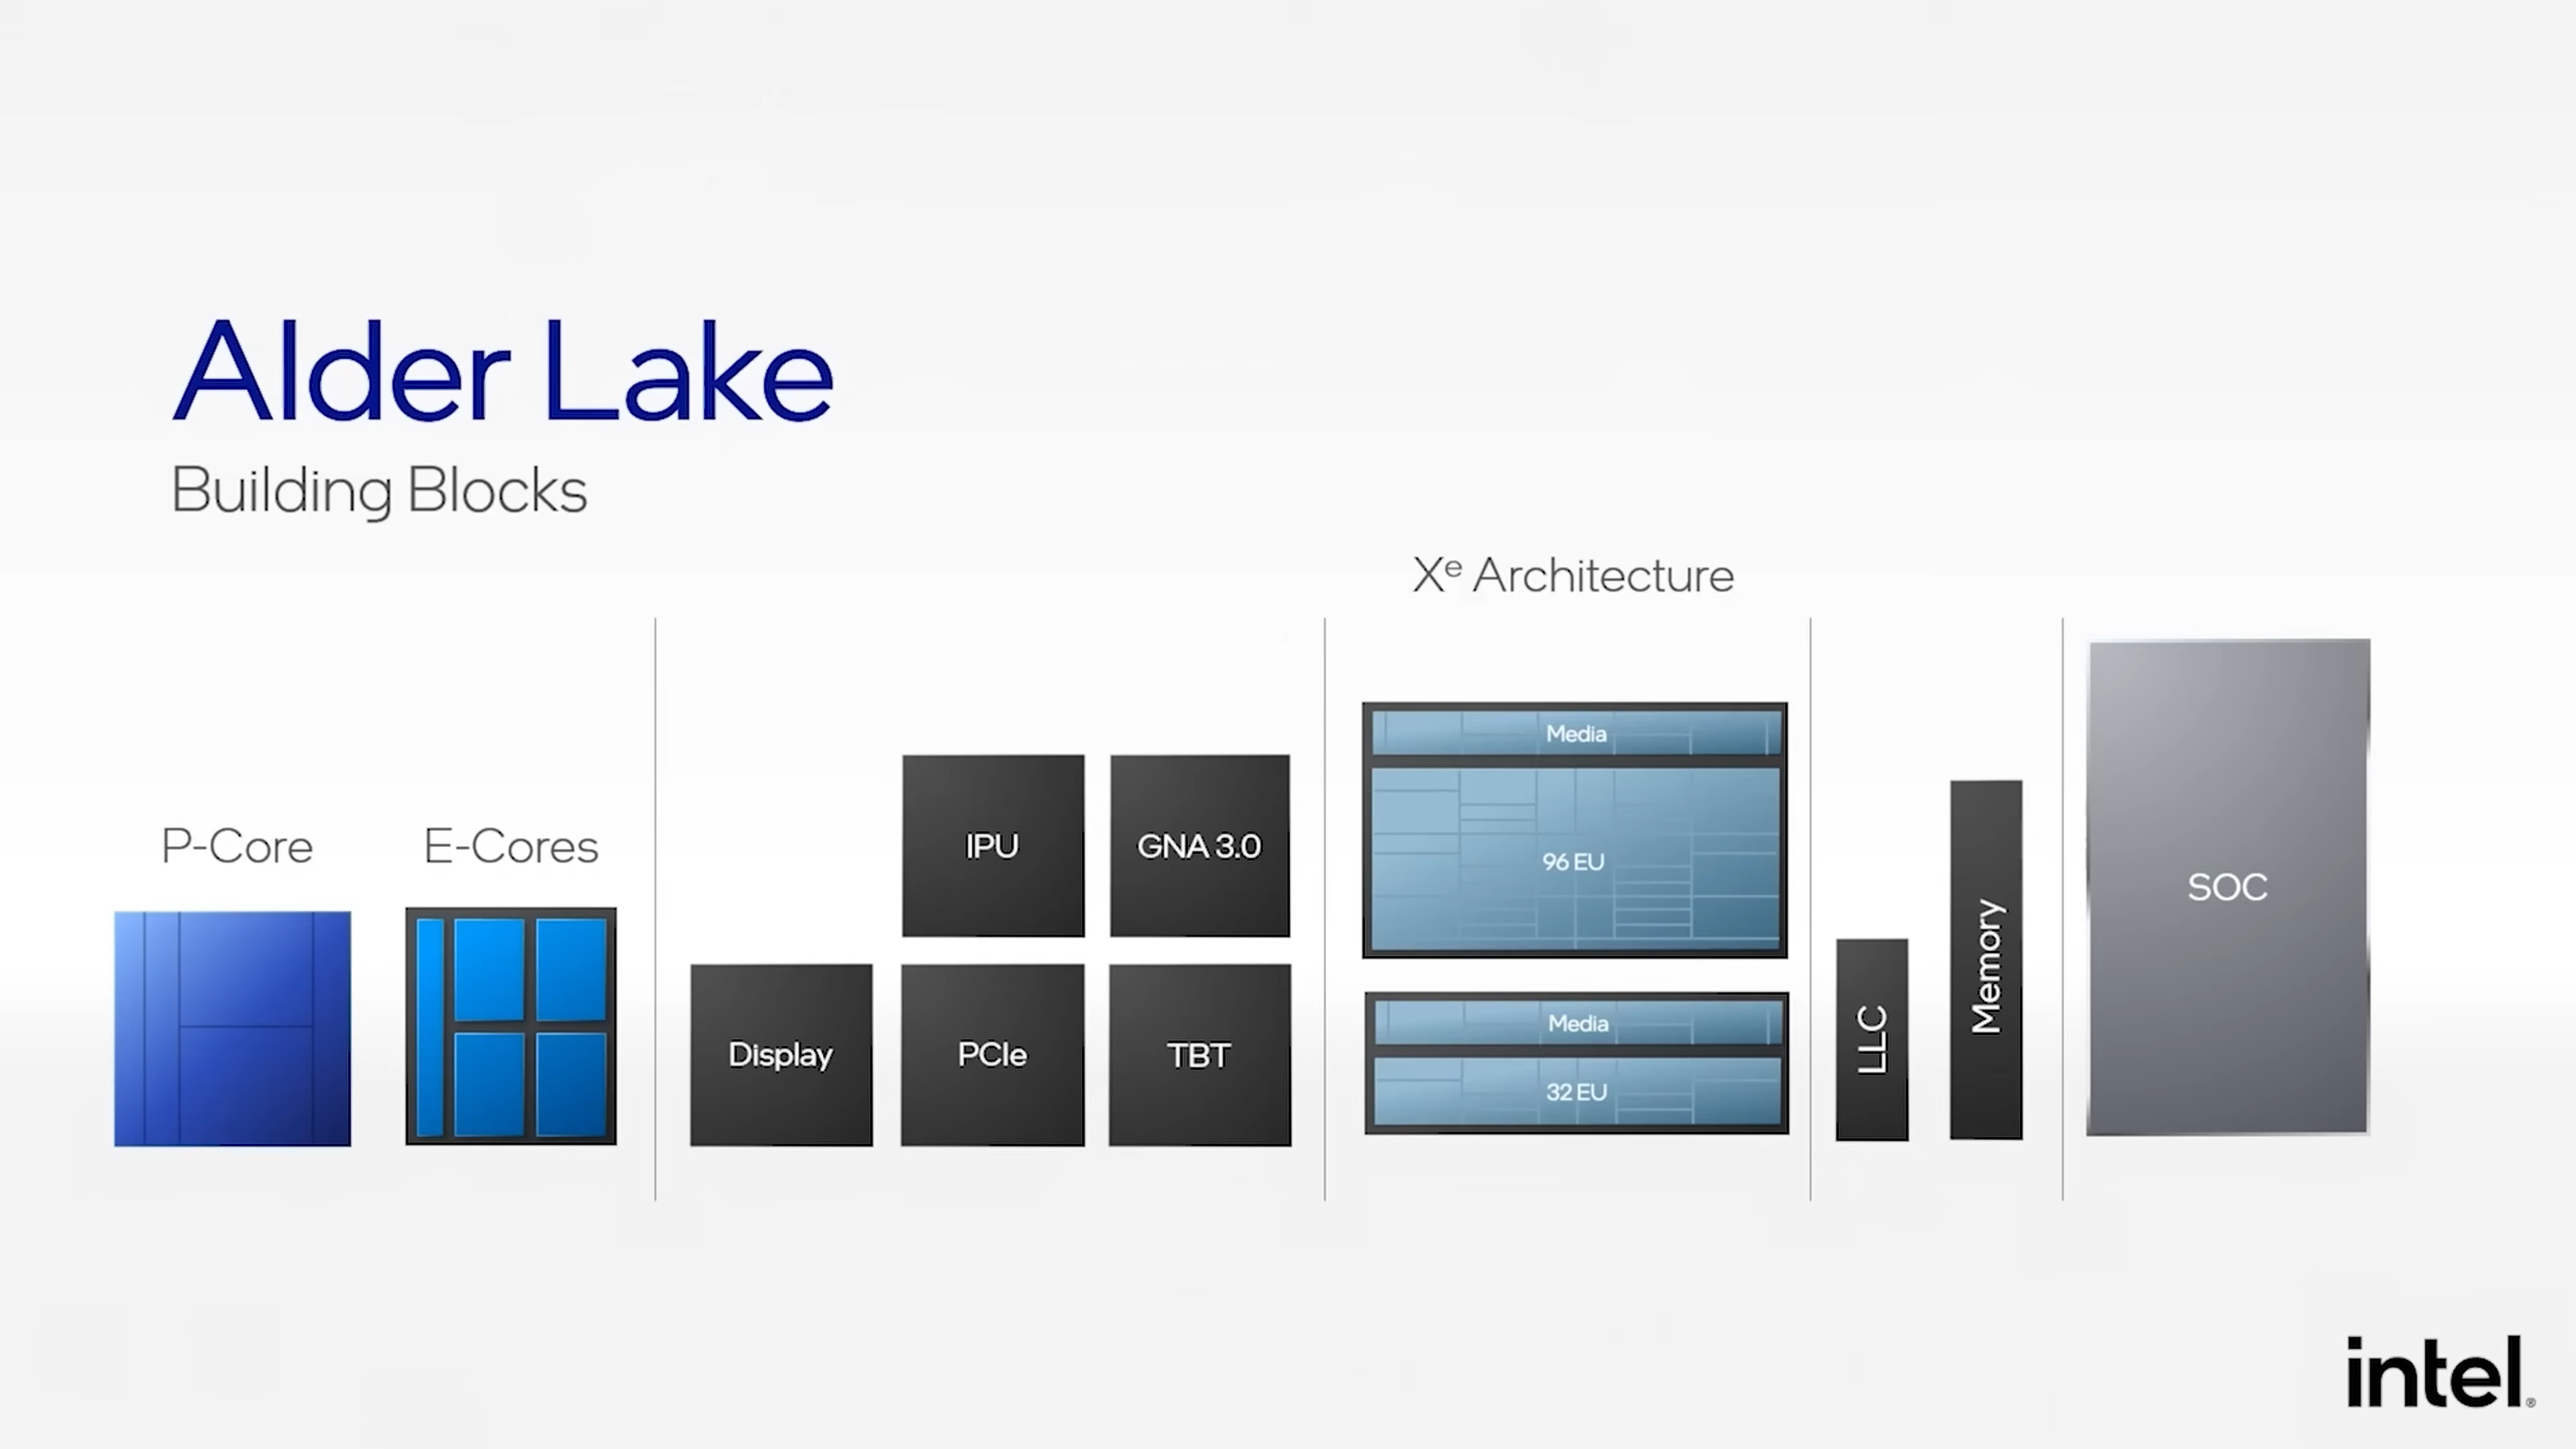 Alder Lake
Building Blocks
P-Core
E-Cores
IPU
GNA 3.0
Display
PCIe
TBT
Xᵉ Architecture
Media
96 EU
Media
32 EU
LLC
Memory
SOC
intel®